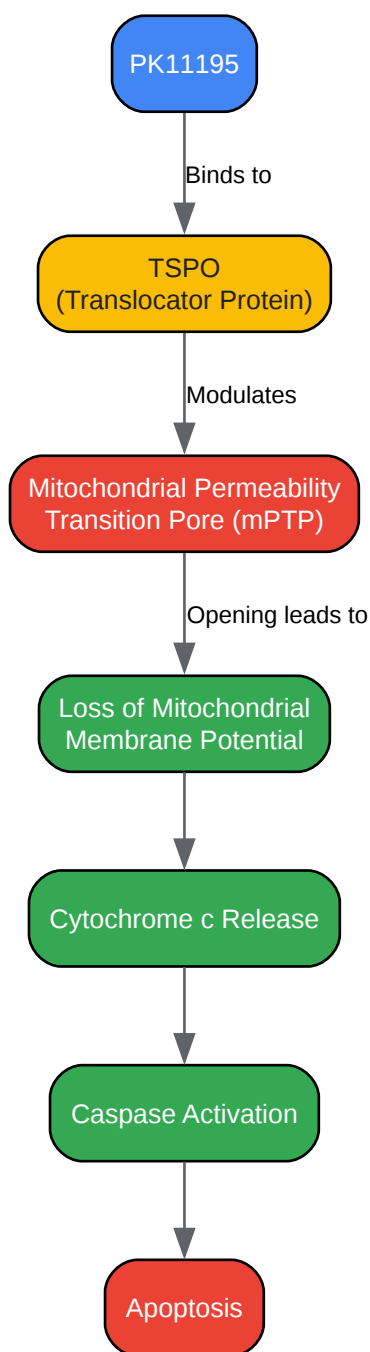 PK11195
Binds to
TSPO
(Translocator Protein)
Modulates
Mitochondrial Permeability
Transition Pore (mPTP)
Opening leads to
Loss of Mitochondrial
Membrane Potential
Cytochrome c Release
Caspase Activation
Apoptosis